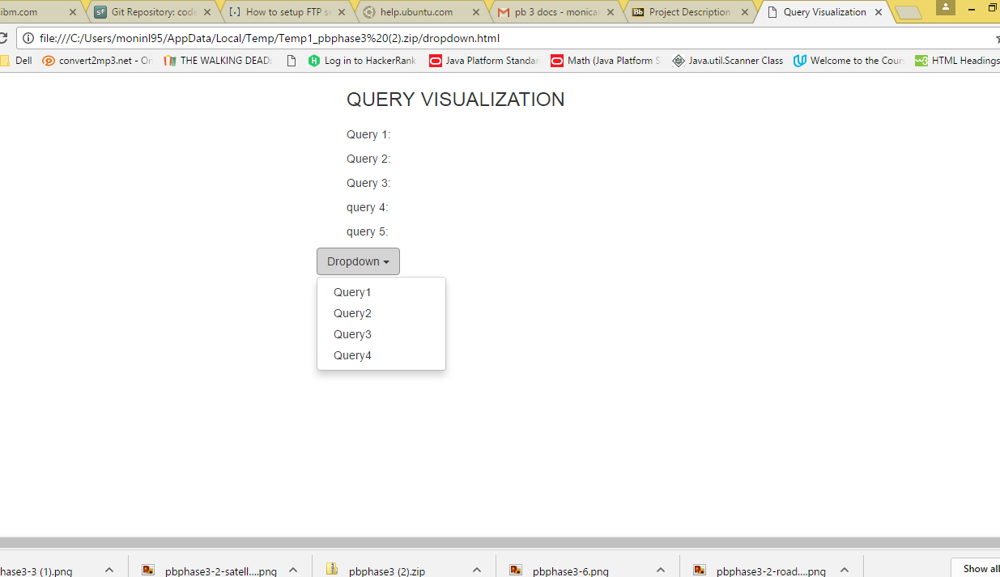 ibm.com Git Repository: code How to setup FTP se help.ubuntu.com pb 3 docs - monican Project Description Query Visualization
file:///C:/Users/moninl95/AppData/Local/Temp/Temp1_pbphase3%20(2).zip/dropdown.html
Dell convert2mp3.net - On THE WALKING DEAD: Log in to HackerRank Java Platform Standar Math (Java Platform S Java.util.Scanner Class Welcome to the Cours HTML Headings
QUERY VISUALIZATION
Query 1:
Query 2:
Query 3:
query 4:
query 5:
Dropdown
Query1
Query2
Query3
Query4
hase3-3 (1).png pbphase3-2-satell....png pbphase3 (2).zip pbphase3-6.png pbphase3-2-road....png Show all